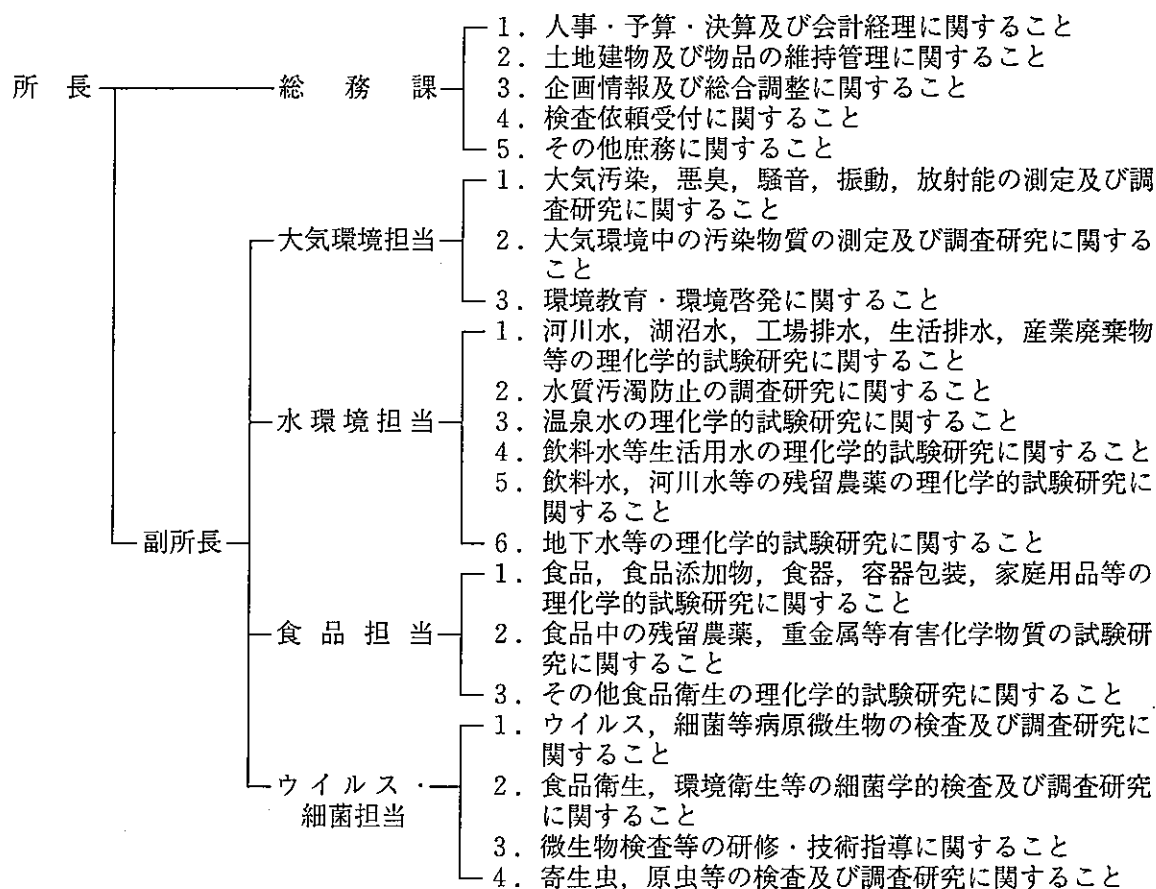 所長
総務課
1．人事・予算・決算及び会計経理に関すること
2．土地建物及び物品の維持管理に関すること
3．企画情報及び総合調整に関すること
4．検査依頼受付に関すること
5．その他庶務に関すること
副所長
大気環境担当
1．大気汚染，悪臭，騒音，振動，放射能の測定及び調
査研究に関すること
2．大気環境中の汚染物質の測定及び調査研究に関する
こと
3．環境教育・環境啓発に関すること
水環境担当
1．河川水，湖沼水，工場排水，生活排水，産業廃棄物
等の理化学的試験研究に関すること
2．水質汚濁防止の調査研究に関すること
3．温泉水の理化学的試験研究に関すること
4．飲料水等生活用水の理化学的試験研究に関すること
5．飲料水，河川水等の残留農薬の理化学的試験研究に
関すること
6．地下水等の理化学的試験研究に関すること
食品担当
1．食品，食品添加物，食器，容器包装，家庭用品等の
理化学的試験研究に関すること
2．食品中の残留農薬，重金属等有害化学物質の試験研
究に関すること
3．その他食品衛生の理化学的試験研究に関すること
ウイルス・
細菌担当
1．ウイルス，細菌等病原微生物の検査及び調査研究に
関すること
2．食品衛生，環境衛生等の細菌学的検査及び調査研究
に関すること
3．微生物検査等の研修・技術指導に関すること
4．寄生虫，原虫等の検査及び調査研究に関すること